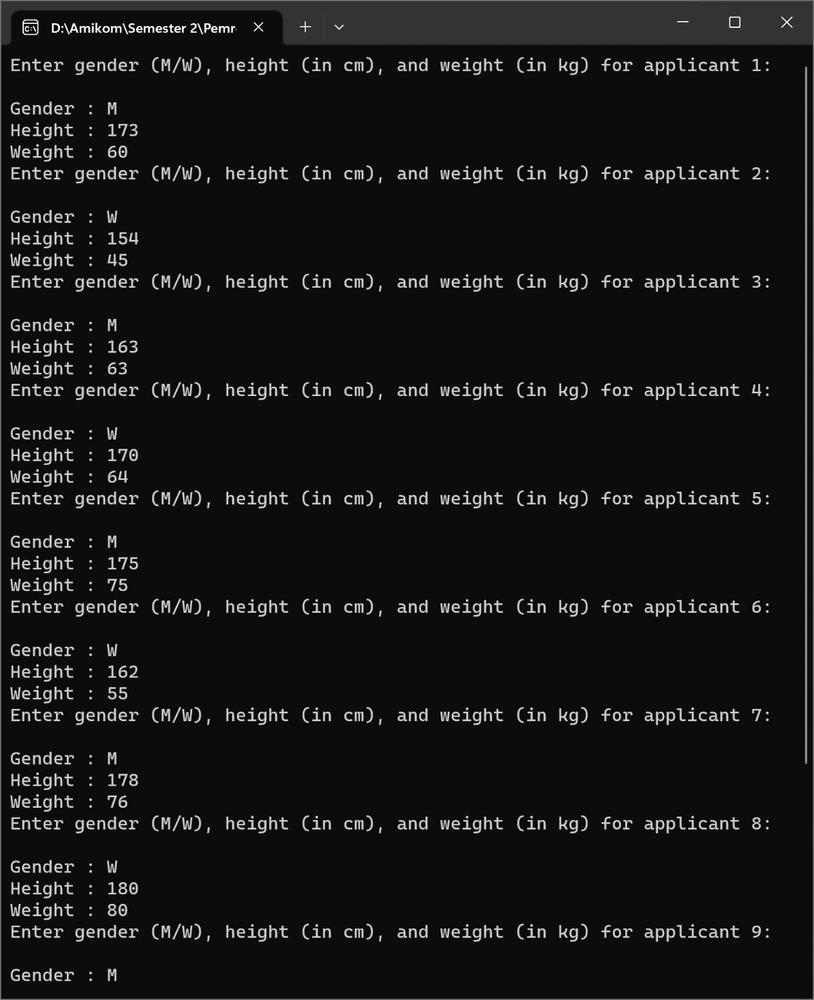 D:\Amikom\Semester 2\Pemr
Enter gender (M/W), height (in cm), and weight (in kg) for applicant 1:
Gender : M
Height : 173
Weight : 60
Enter gender (M/W), height (in cm), and weight (in kg) for applicant 2:
Gender : W
Height : 154
Weight : 45
Enter gender (M/W), height (in cm), and weight (in kg) for applicant 3:
Gender : M
Height : 163
Weight : 63
Enter gender (M/W), height (in cm), and weight (in kg) for applicant 4:
Gender : W
Height : 170
Weight : 64
Enter gender (M/W), height (in cm), and weight (in kg) for applicant 5:
Gender : M
Height : 175
Weight : 75
Enter gender (M/W), height (in cm), and weight (in kg) for applicant 6:
Gender : W
Height : 162
Weight : 55
Enter gender (M/W), height (in cm), and weight (in kg) for applicant 7:
Gender : M
Height : 178
Weight : 76
Enter gender (M/W), height (in cm), and weight (in kg) for applicant 8:
Gender : W
Height : 180
Weight : 80
Enter gender (M/W), height (in cm), and weight (in kg) for applicant 9:
Gender : M